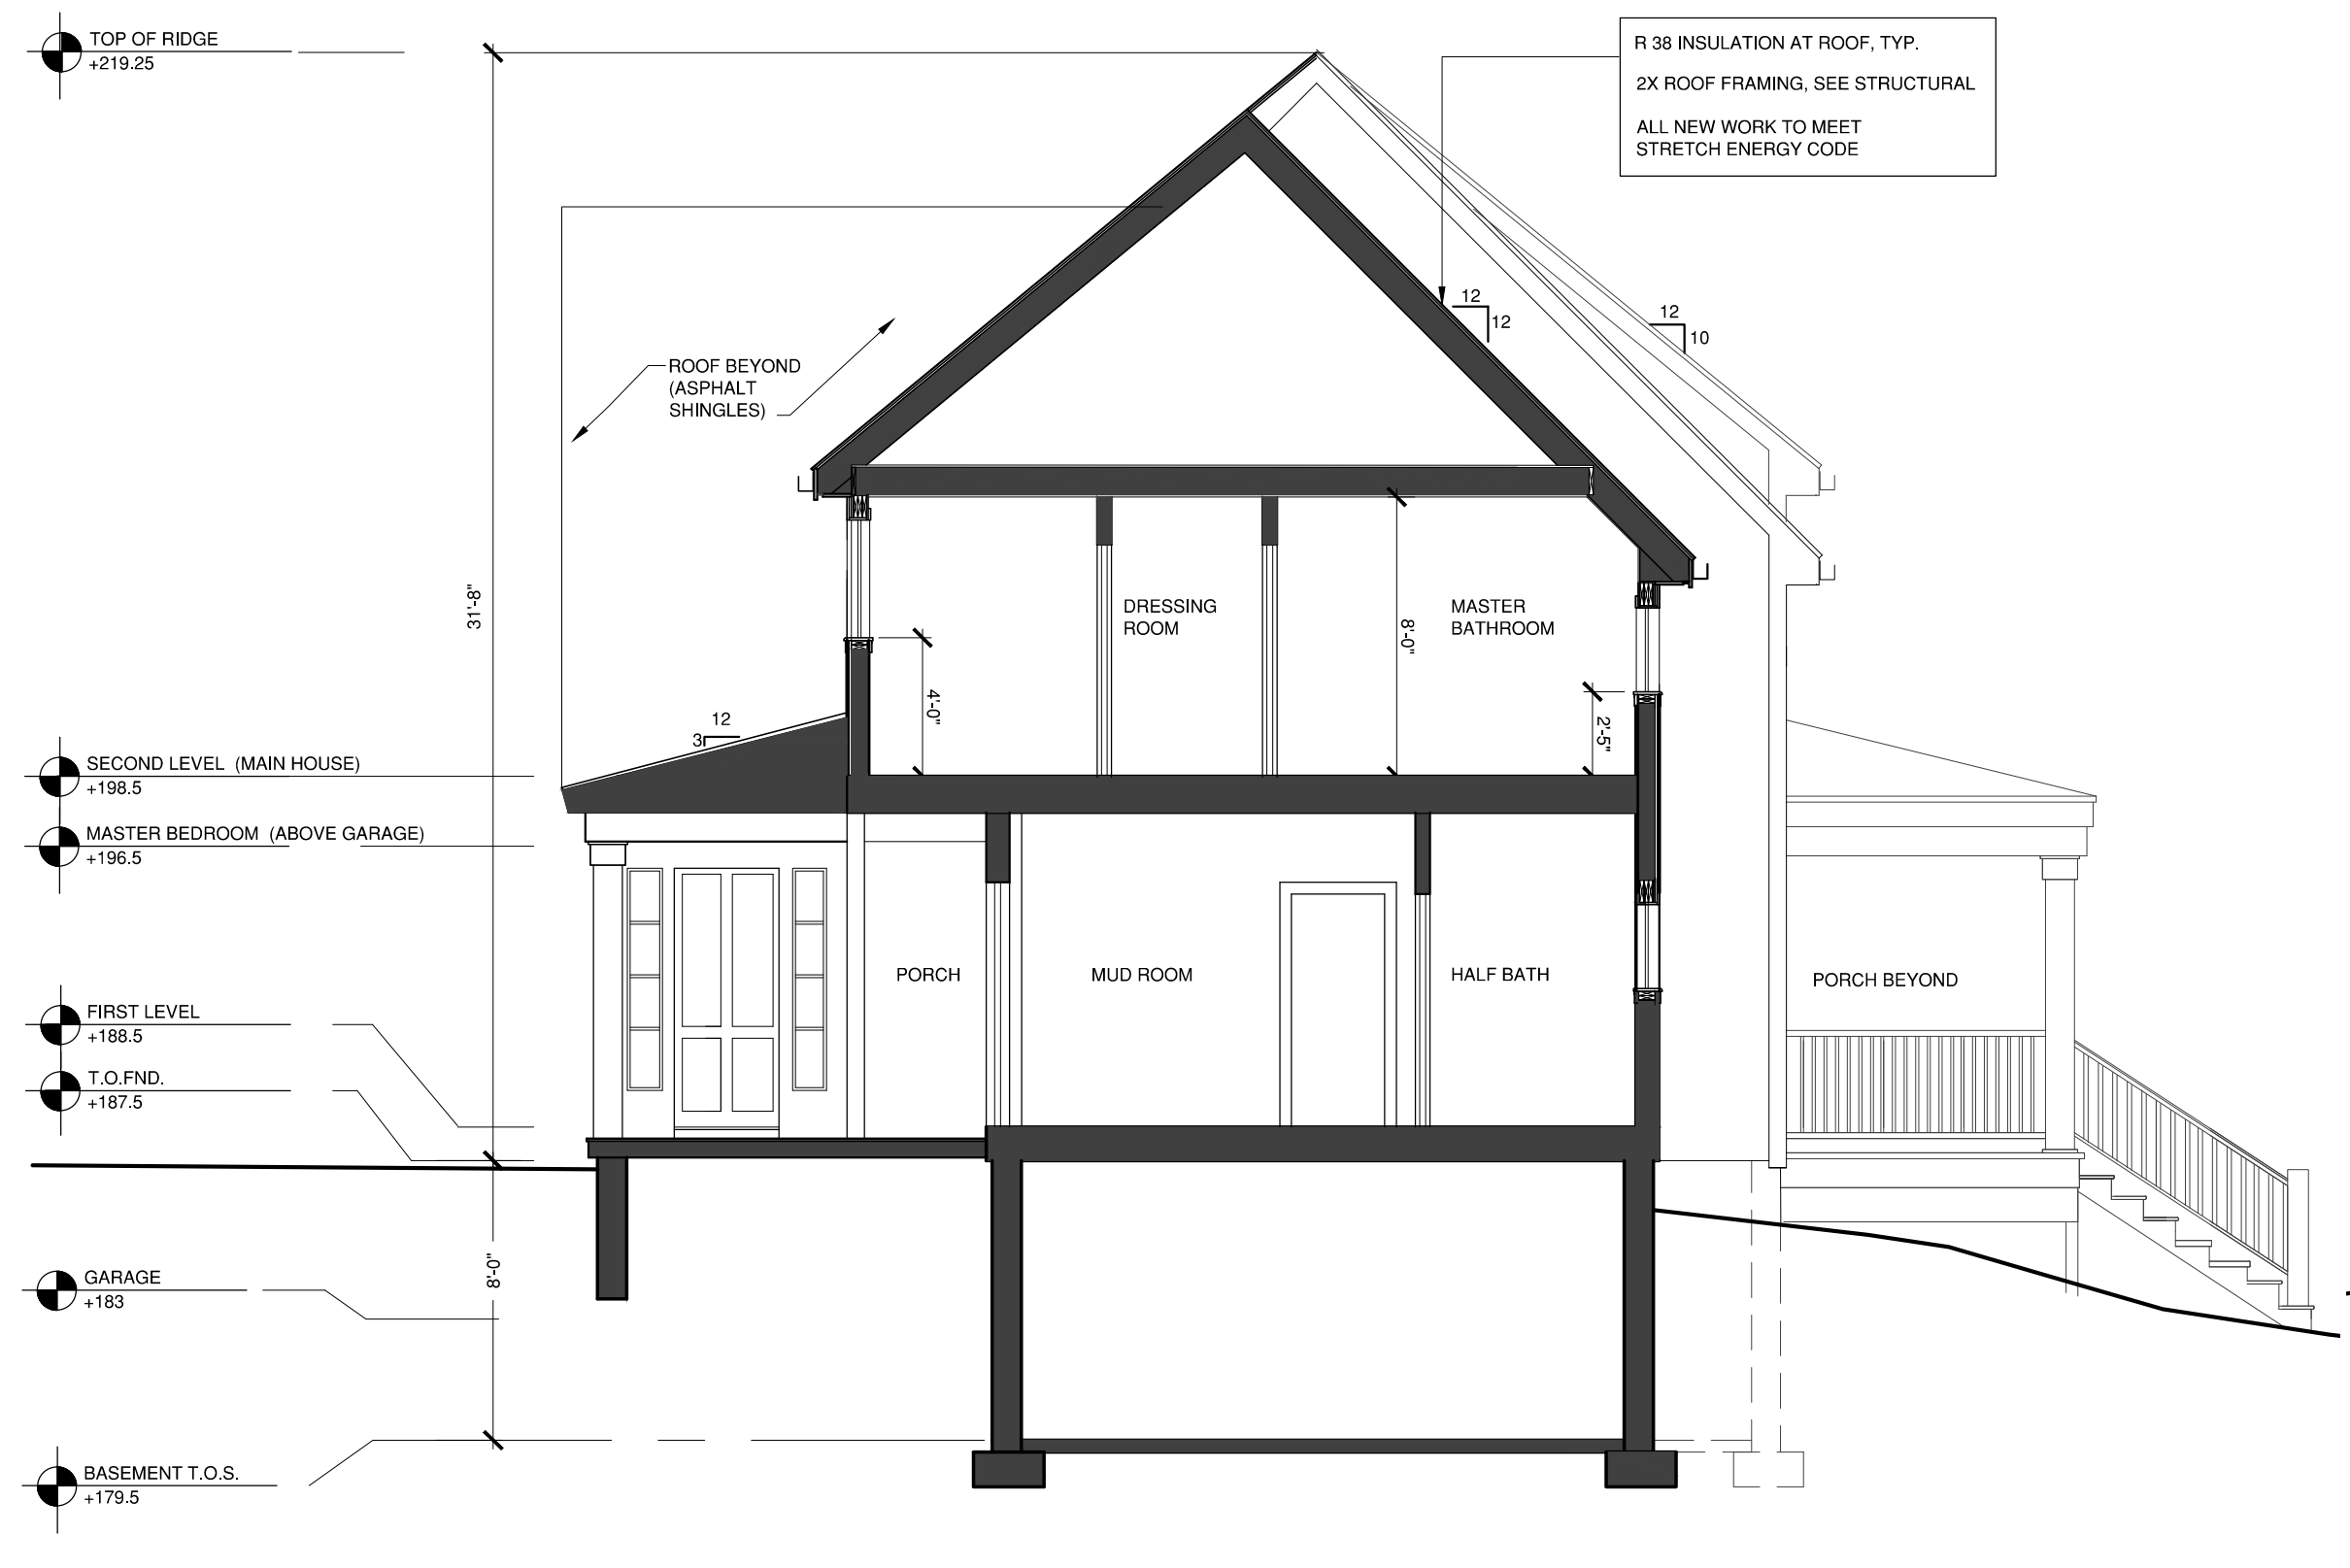 TOP OF RIDGE
+219.25
R 38 INSULATION AT ROOF, TYP.
2X ROOF FRAMING, SEE STRUCTURAL
ALL NEW WORK TO MEET
STRETCH ENERGY CODE
12
12
12
10
ROOF BEYOND
(ASPHALT
SHINGLES)
31'-8"
DRESSING
ROOM
8'-0"
MASTER
BATHROOM
4'-0"
2'-5"
12
3
SECOND LEVEL (MAIN HOUSE)
+198.5
MASTER BEDROOM (ABOVE GARAGE)
+196.5
PORCH
MUD ROOM
HALF BATH
PORCH BEYOND
FIRST LEVEL
+188.5
T.O.FND.
+187.5
8'-0"
GARAGE
+183
BASEMENT T.O.S.
+179.5